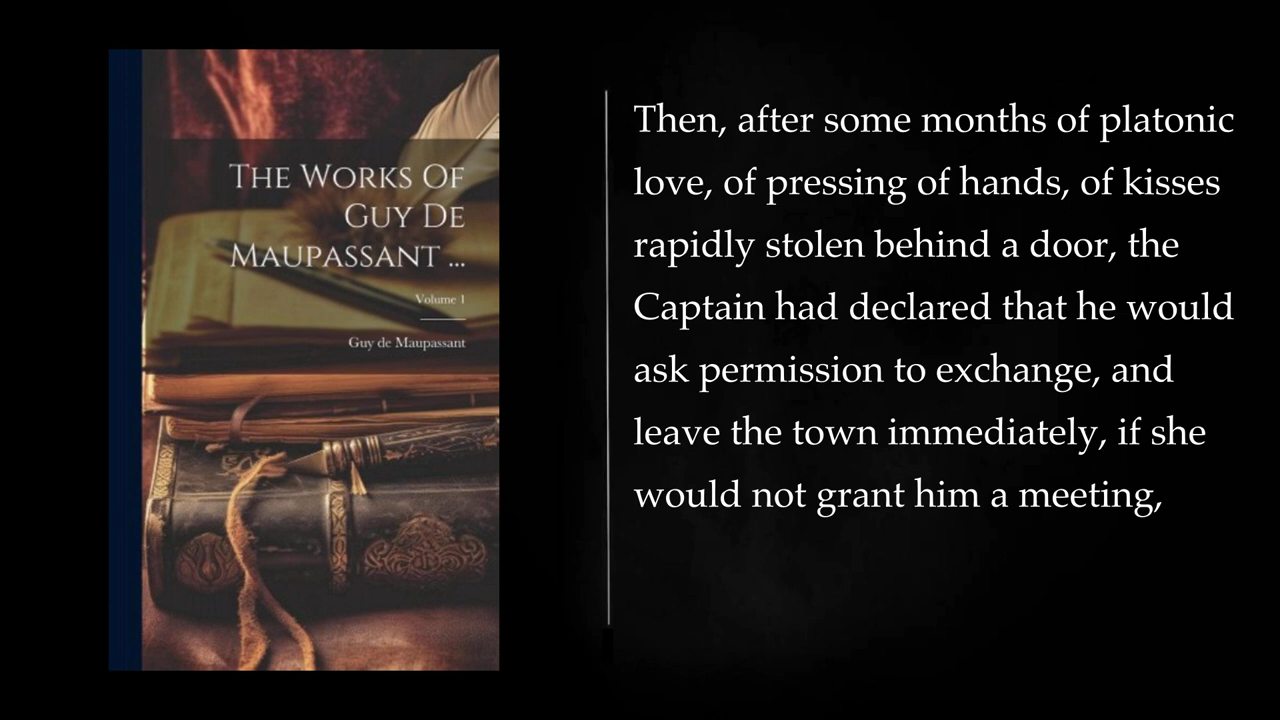 The Works Of
Guy De
Maupassant ...
Volume 1
Guy de Maupassant
Then, after some months of platonic
love, of pressing of hands, of kisses
rapidly stolen behind a door, the
Captain had declared that he would
ask permission to exchange, and
leave the town immediately, if she
would not grant him a meeting,